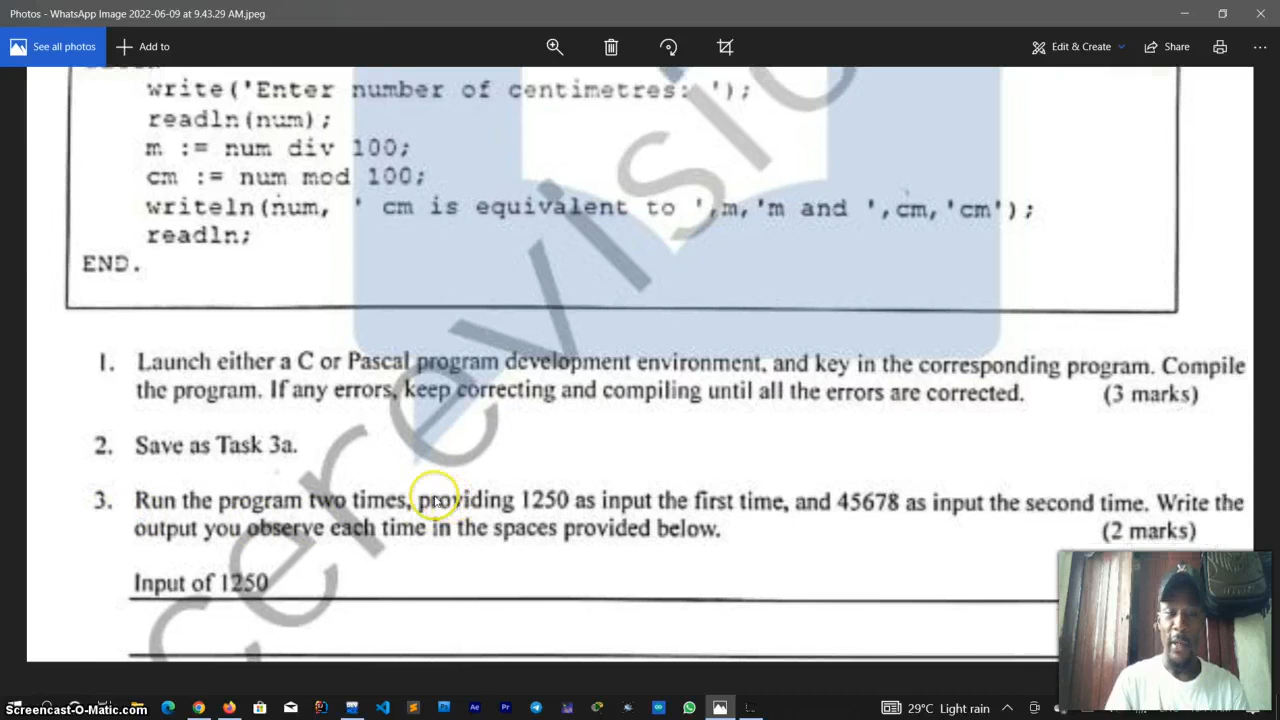 Photos - WhatsApp Image 2022-06-09 at 9.43.29 AM.jpeg
See all photos
Add to
Edit & Create
Share
write('Enter number of centimetres: ');
readln(num);
m := num div 100;
cm := num mod 100;
writeln(num, ' cm is equivalent to ',m,'m and ',cm,'cm');
readln;
END.
1. Launch either a C or Pascal program development environment, and key in the corresponding program. Compile
the program. If any errors, keep correcting and compiling until all the errors are corrected. (3 marks)
2. Save as Task 3a.
3. Run the program two times, providing 1250 as input the first time, and 45678 as input the second time. Write the
output you observe each time in the spaces provided below. (2 marks)
Input of 1250
cerevisio
Screencast-O-Matic.com
29°C Light rain